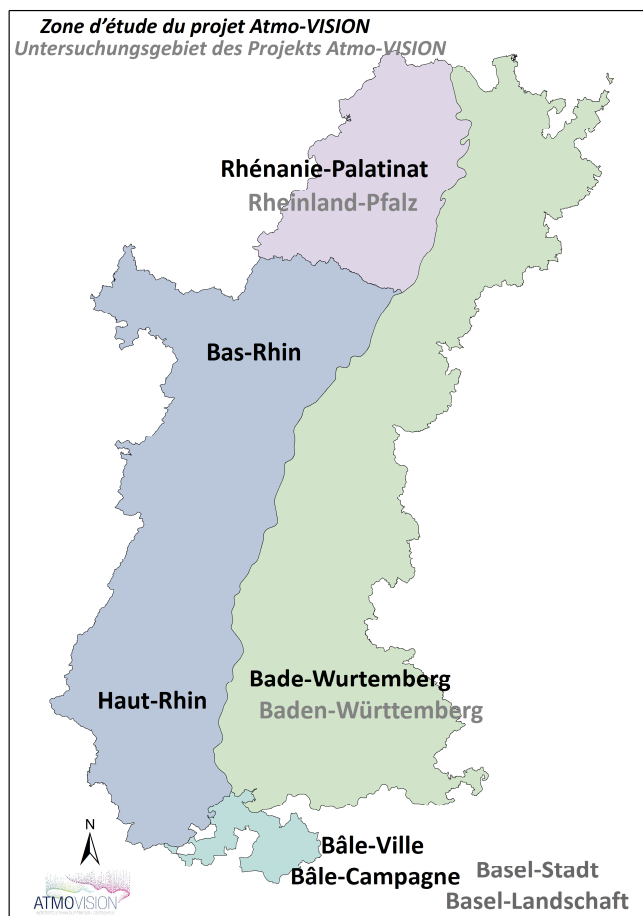 Zone d'étude du projet Atmo-VISION
Untersuchungsgebiet des Projekts Atmo-VISION
Rhénanie-Palatinat
Rheinland-Pfalz
Bas-Rhin
Haut-Rhin
Bade-Wurtemberg
Baden-Württemberg
N
Bâle-Ville
Bâle-Campagne
Basel-Stadt
Basel-Landschaft
ATMOVISION